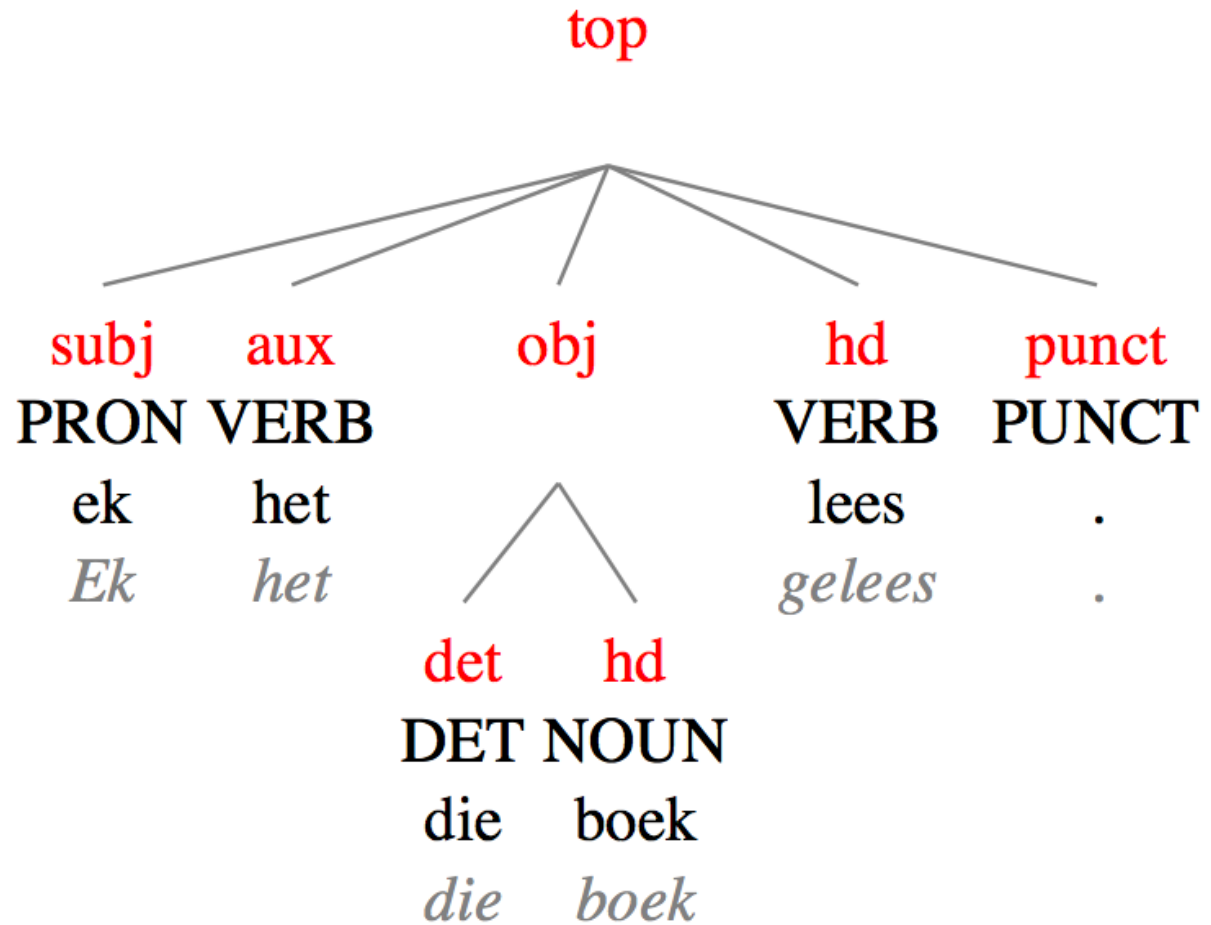 top
subj aux obj hd punct
PRON VERB VERB PUNCT
ek het lees .
Ek het gelees .
det hd
DET NOUN
die boek
die boek